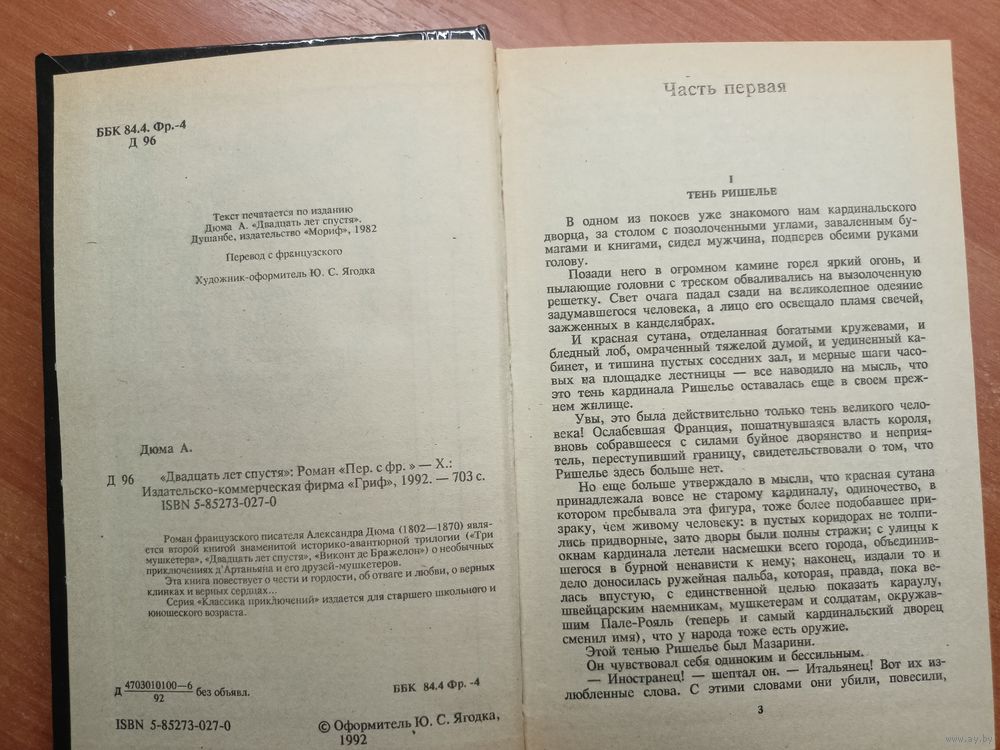 ББК 84.4. Фр.-4
Д 96
Текст печатается по изданию
Дюма А. «Двадцать лет спустя».
Душанбе, издательство «Мориф», 1982
Перевод с французского
Художник-оформитель Ю. С. Ягодка
Дюма А.
Д 96 «Двадцать лет спустя»: Роман «Пер. с фр. » — Х.:
Издательско-коммерческая фирма «Гриф», 1992. — 703 с.
ISBN 5-85273-027-0
Роман французского писателя Александра Дюма (1802—1870) явля-
ется второй книгой знаменитой историко-авантюрной трилогии («Три
мушкетера», «Двадцать лет спустя», «Виконт де Бражелон») о необычных
приключениях д'Артаньяна и его друзей-мушкетеров.
Эта книга повествует о чести и гордости, об отваге и любви, о верных
клинках и верных сердцах...
Серия «Классика приключений» издается для старшего школьного и
юношеского возраста.
Д 4703010100—6
92 без объявл.
ББК 84.4 Фр. -4
ISBN 5-85273-027-0
© Оформитель Ю. С. Ягодка,
1992
Часть первая
I
ТЕНЬ РИШЕЛЬЕ
В одном из покоев уже знакомого нам кардинальского
дворца, за столом с позолоченными углами, заваленным бу-
магами и книгами, сидел мужчина, подперев обеими руками
голову.
Позади него в огромном камине горел яркий огонь, и
пылающие головни с треском обваливались на вызолоченную
решетку. Свет очага падал сзади на великолепное одеяние
задумавшегося человека, а лицо его освещало пламя свечей,
зажженных в канделябрах.
И красная сутана, отделанная богатыми кружевами, и
бледный лоб, омраченный тяжелой думой, и уединенный ка-
бинет, и тишина пустых соседних зал, и мерные шаги часо-
вых на площадке лестницы — все наводило на мысль, что
это тень кардинала Ришелье оставалась еще в своем преж-
нем жилище.
Увы, это была действительно только тень великого чело-
века! Ослабевшая Франция, пошатнувшаяся власть короля,
вновь собравшееся с силами буйное дворянство и неприя-
тель, переступивший границу, свидетельствовали о том, что
Ришелье здесь больше нет.
Но еще больше утверждало в мысли, что красная сутана
принадлежала вовсе не старому кардиналу, одиночество, в
котором пребывала эта фигура, тоже более подобавшее при-
зраку, чем живому человеку: в пустых коридорах не толпи-
лись придворные, зато дворы были полны стражи; с улицы к
окнам кардинала летели насмешки всего города, объединив-
шегося в бурной ненависти к нему; наконец, издали то и
дело доносилась ружейная пальба, которая, правда, пока ве-
лась впустую, с единственной целью показать караулу,
швейцарским наемникам, мушкетерам и солдатам, окружав-
шим Пале-Рояль (теперь и самый кардинальский дворец
сменил имя), что у народа тоже есть оружие.
Этой тенью Ришелье был Мазарини.
Он чувствовал себя одиноким и бессильным.
— Иностранец! — шептал он. — Итальянец! Вот их из-
любленные слова. С этими словами они убили, повесили,
3
www.ay.by